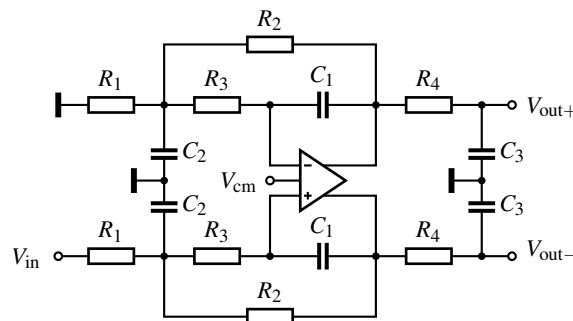 R2
R1 R3 C1 R4
Vout+
C2 C3
Vcm − +
C2 C3
R1 R3 C1 R4
Vin Vout−
R2